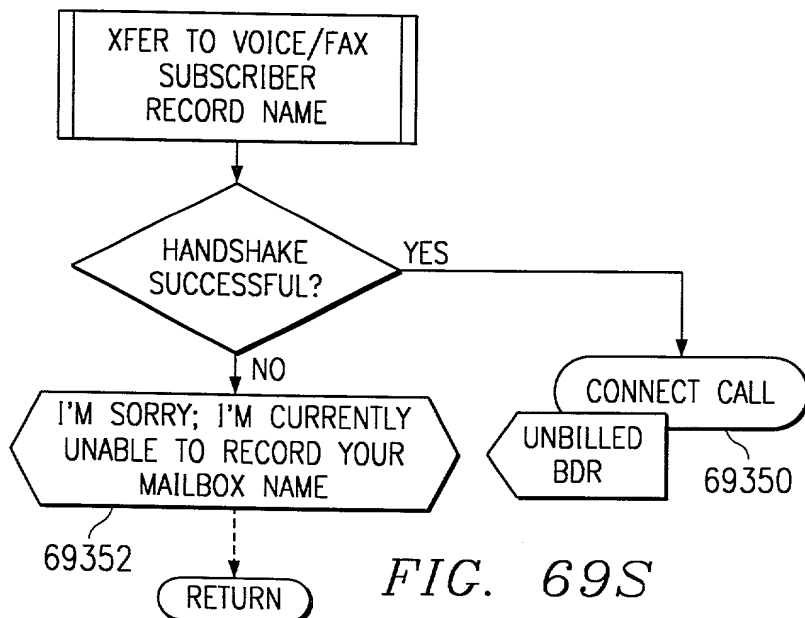 XFER TO VOICE/FAX
SUBSCRIBER
RECORD NAME
HANDSHAKE
SUCCESSFUL?
YES
NO
I'M SORRY; I'M CURRENTLY
UNABLE TO RECORD YOUR
MAILBOX NAME
69352
RETURN
CONNECT CALL
UNBILLED
BDR
69350
FIG. 69S